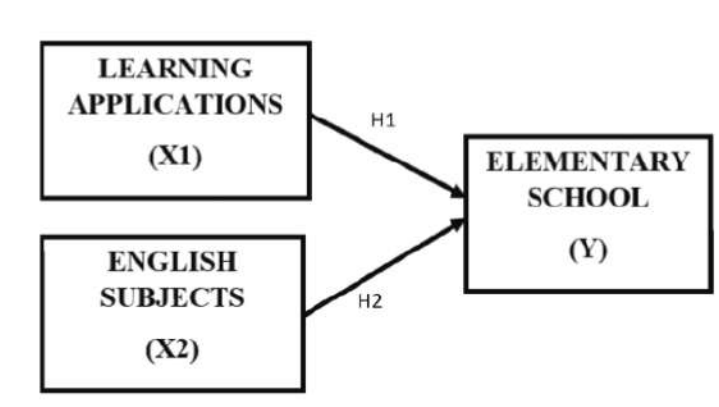 LEARNING
APPLICATIONS
(X1)
H1
ELEMENTARY
SCHOOL
(Y)
ENGLISH
SUBJECTS
(X2)
H2